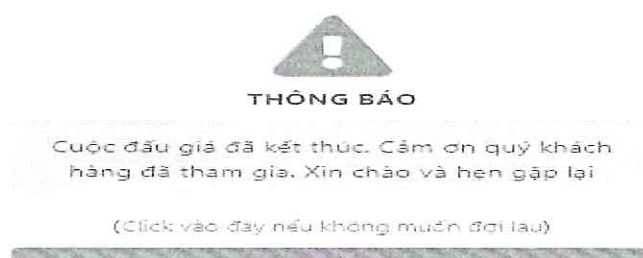 THÔNG BÁO
Cuộc đấu giá đã kết thúc. Cảm ơn quý khách
hàng đã tham gia. Xin chào và hẹn gặp lại
(Click vào đây nếu không muốn đợi lâu)